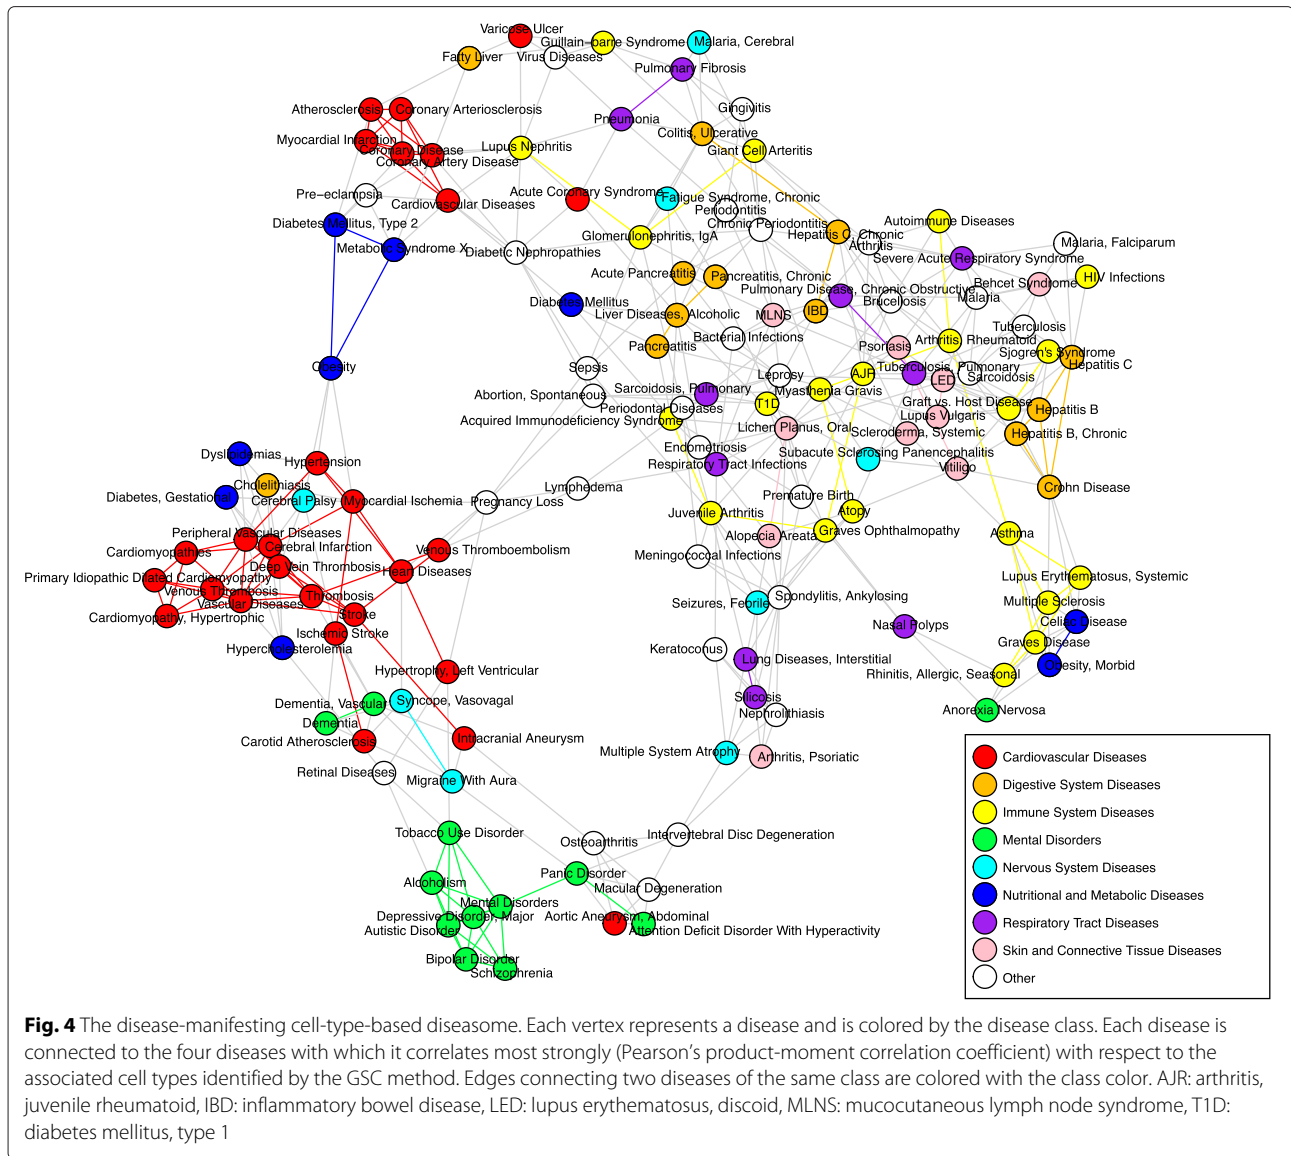 Varicose Ulcer
Guillain−barre Syndrome
Malaria, Cerebral
Fatty Liver
Virus Diseases
Pulmonary Fibrosis
Atherosclerosis
Coronary Arteriosclerosis
Pneumonia
Gingivitis
Myocardial Infarction
Coronary Disease
Coronary Artery Disease
Lupus Nephritis
Colitis, Ulcerative
Giant Cell Arteritis
Pre−eclampsia
Cardiovascular Diseases
Acute Coronary Syndrome
Fatigue Syndrome, Chronic
Periodontitis
Diabetes Mellitus, Type 2
Chronic Periodontitis
Autoimmune Diseases
Metabolic Syndrome X
Diabetic Nephropathies
Glomerulonephritis, IgA
Hepatitis C, Chronic
Arthritis
Malaria, Falciparum
Severe Acute Respiratory Syndrome
Acute Pancreatitis
Pancreatitis, Chronic
HIV Infections
Behcet Syndrome
Pulmonary Disease, Chronic Obstructive
Diabetes Mellitus
Brucellosis
Malaria
Liver Diseases, Alcoholic
MLNS
IBD
Tuberculosis
Bacterial Infections
Pancreatitis
Psoriasis
Arthritis, Rheumatoid
Sjogren's Syndrome
Obesity
Sepsis
Leprosy
AJR
Tuberculosis, Pulmonary
Hepatitis C
LED
Sarcoidosis
Abortion, Spontaneous
Sarcoidosis, Pulmonary
Myasthenia Gravis
Periodontal Diseases
T1D
Graft vs. Host Disease
Hepatitis B
Acquired Immunodeficiency Syndrome
Lichen Planus, Oral
Lupus Vulgaris
Scleroderma, Systemic
Hepatitis B, Chronic
Dyslipidemias
Hypertension
Endometriosis
Respiratory Tract Infections
Subacute Sclerosing Panencephalitis
Vitiligo
Cholelithiasis
Diabetes, Gestational
Cerebral Palsy
Myocardial Ischemia
Pregnancy Loss
Lymphedema
Premature Birth
Crohn Disease
Juvenile Arthritis
Atopy
Peripheral Vascular Diseases
Alopecia Areata
Graves Ophthalmopathy
Asthma
Cardiomyopathies
Cerebral Infarction
Venous Thromboembolism
Meningococcal Infections
Deep Vein Thrombosis
Heart Diseases
Primary Idiopathic Dilated Cardiomyopathy
Lupus Erythematosus, Systemic
Venous Thrombosis
Vascular Diseases
Thrombosis
Seizures, Febrile
Spondylitis, Ankylosing
Multiple Sclerosis
Cardiomyopathy, Hypertrophic
Stroke
Ischemic Stroke
Nasal Polyps
Celiac Disease
Hypercholesterolemia
Keratoconus
Lung Diseases, Interstitial
Graves Disease
Hypertrophy, Left Ventricular
Rhinitis, Allergic, Seasonal
Obesity, Morbid
Dementia, Vascular
Syncope, Vasovagal
Silicosis
Nephrolithiasis
Anorexia Nervosa
Dementia
Carotid Atherosclerosis
Intracranial Aneurysm
Multiple System Atrophy
Arthritis, Psoriatic
Retinal Diseases
Migraine With Aura
Tobacco Use Disorder
Osteoarthritis
Intervertebral Disc Degeneration
Alcoholism
Panic Disorder
Macular Degeneration
Mental Disorders
Depressive Disorder, Major
Aortic Aneurysm, Abdominal
Autistic Disorder
Attention Deficit Disorder With Hyperactivity
Bipolar Disorder
Schizophrenia
Cardiovascular Diseases
Digestive System Diseases
Immune System Diseases
Mental Disorders
Nervous System Diseases
Nutritional and Metabolic Diseases
Respiratory Tract Diseases
Skin and Connective Tissue Diseases
Other
Fig. 4 The disease-manifesting cell-type-based diseasome. Each vertex represents a disease and is colored by the disease class. Each disease is
connected to the four diseases with which it correlates most strongly (Pearson's product-moment correlation coefficient) with respect to the
associated cell types identified by the GSC method. Edges connecting two diseases of the same class are colored with the class color. AJR: arthritis,
juvenile rheumatoid, IBD: inflammatory bowel disease, LED: lupus erythematosus, discoid, MLNS: mucocutaneous lymph node syndrome, T1D:
diabetes mellitus, type 1